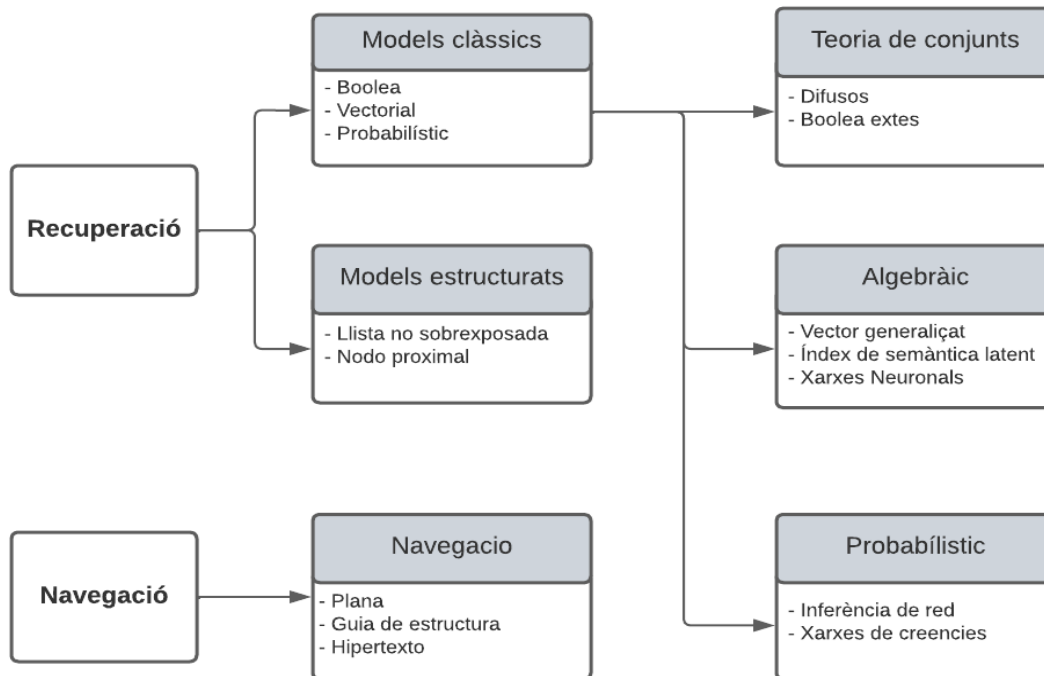 Models clàssics
- Boolea
- Vectorial
- Probabilístic
Teoria de conjunts
- Difusos
- Boolea extes
Recuperació
Models estructurats
- Llista no sobrexposada
- Nodo proximal
Algebràic
- Vector generaliçat
- Índex de semàntica latent
- Xarxes Neuronals
Navegació
Navegacio
- Plana
- Guia de estructura
- Hipertexto
Probabílistic
- Inferència de red
- Xarxes de creencies